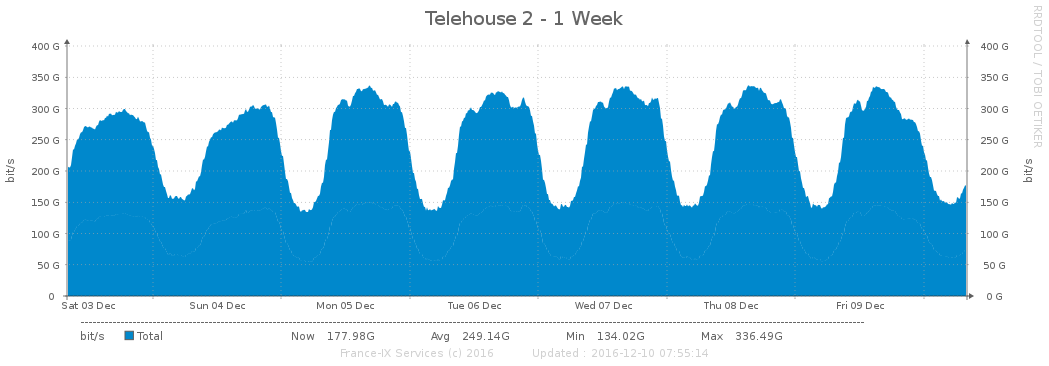 Telehouse 2 - 1 Week
RRDTOOL / TOBI OETIKER
400 G 400 G
350 G 350 G
300 G 300 G
250 G 250 G
200 G 200 G
150 G 150 G
100 G 100 G
50 G 50 G
0 0 G
bit/s bit/s
Sat 03 Dec Sun 04 Dec Mon 05 Dec Tue 06 Dec Wed 07 Dec Thu 08 Dec Fri 09 Dec
bit/s Total Now 177.98G Avg 249.14G Min 134.02G Max 336.49G
France-IX Services (c) 2016 Updated : 2016-12-10 07:55:14